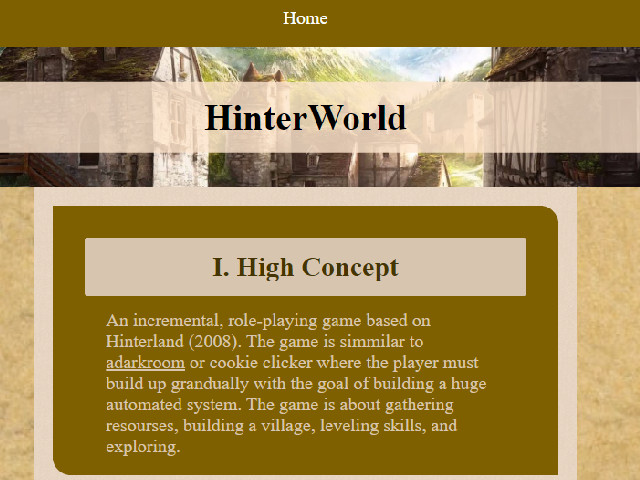 Home
HinterWorld
I. High Concept
An incremental, role-playing game based on
Hinterland (2008). The game is simmilar to
adarkroom or cookie clicker where the player must
build up grandually with the goal of building a huge
automated system. The game is about gathering
resourses, building a village, leveling skills, and
exploring.